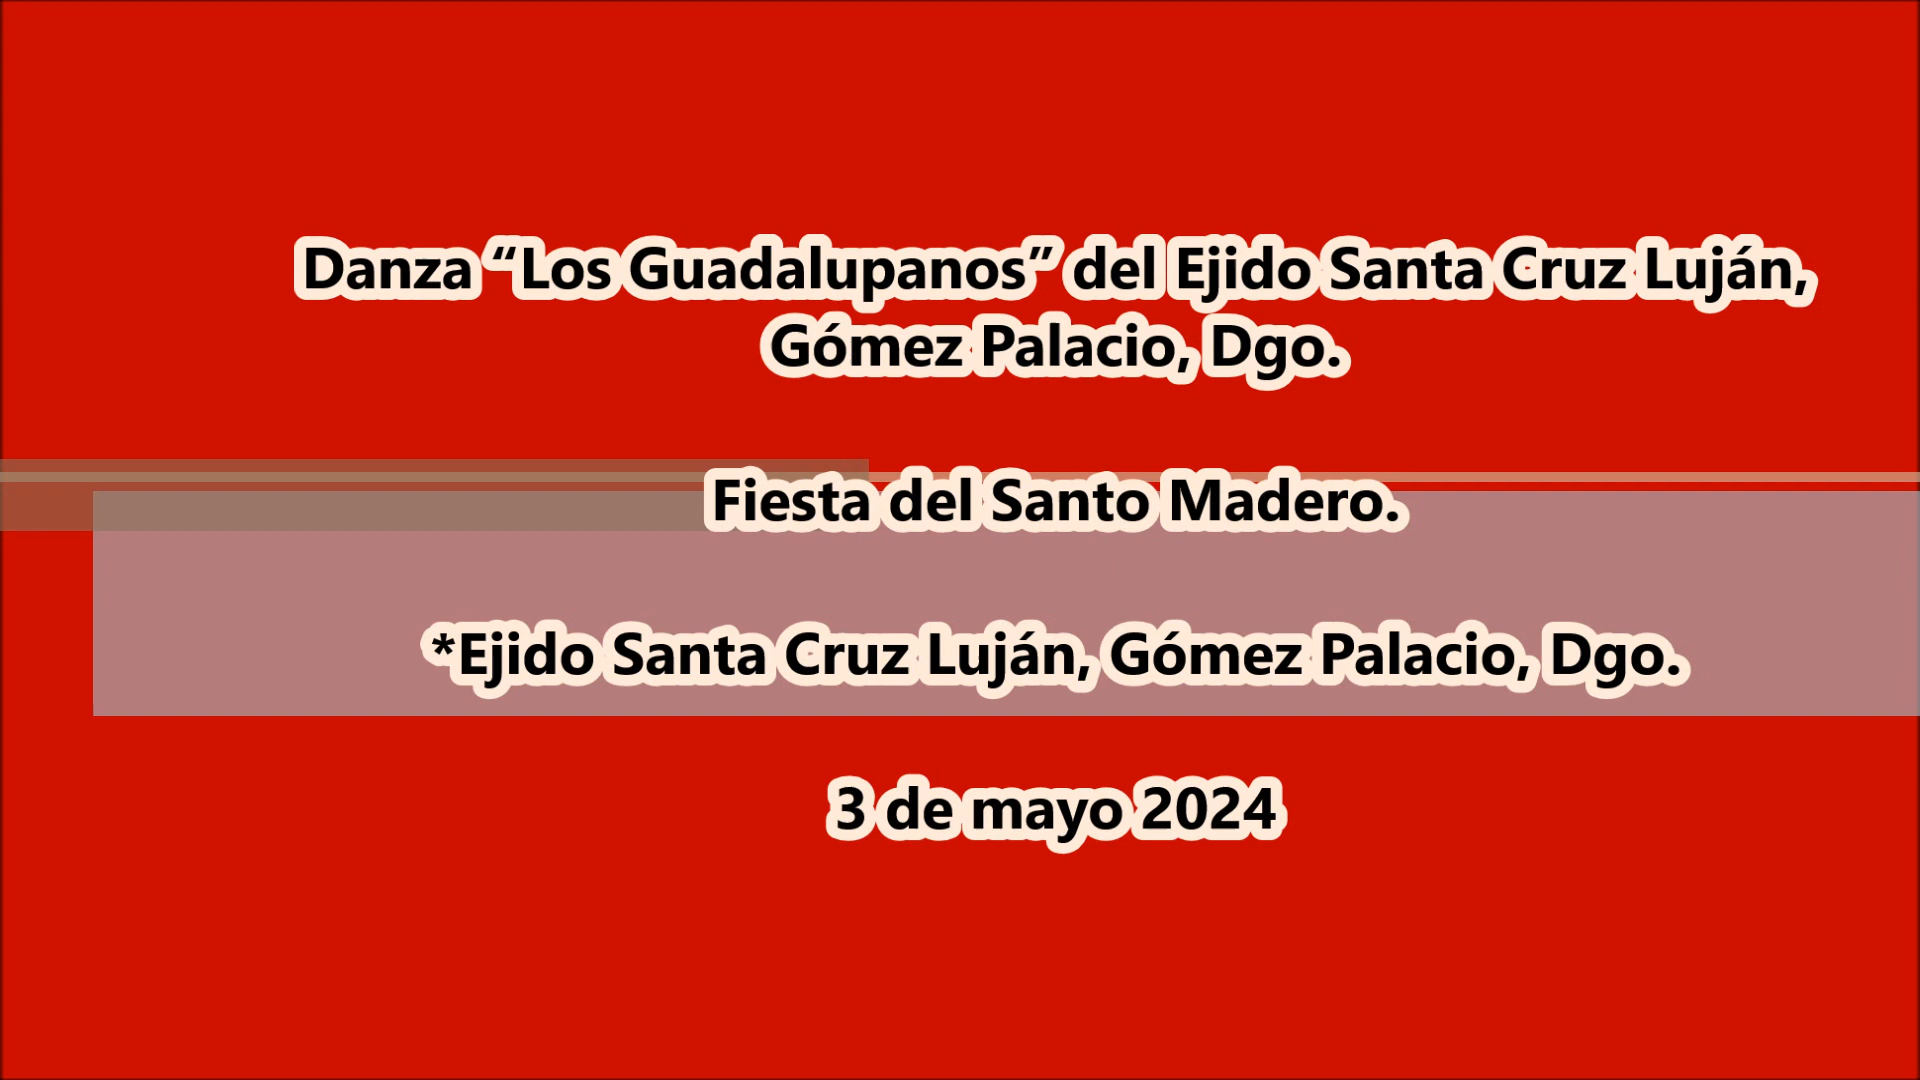 Danza “Los Guadalupanos” del Ejido Santa Cruz Luján,
Gómez Palacio, Dgo.
Fiesta del Santo Madero.
*Ejido Santa Cruz Luján, Gómez Palacio, Dgo.
3 de mayo 2024